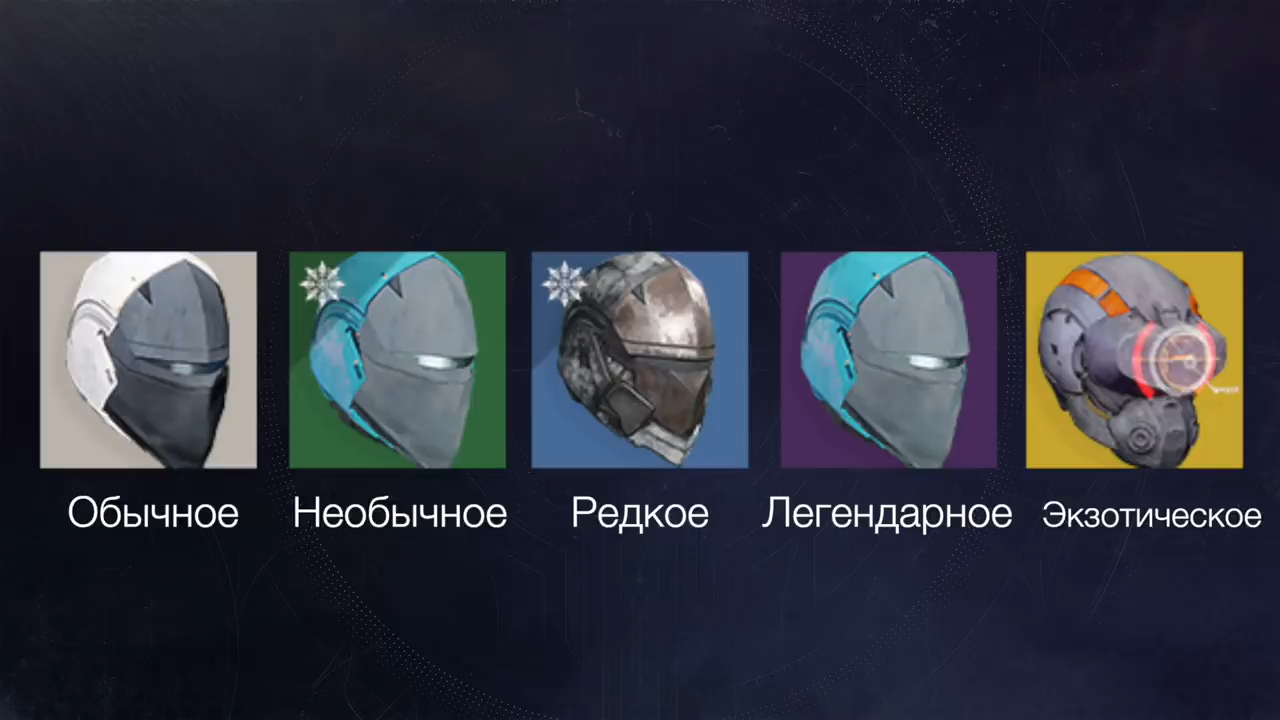 Обычное Необычное Редкое Легендарное Экзотическое